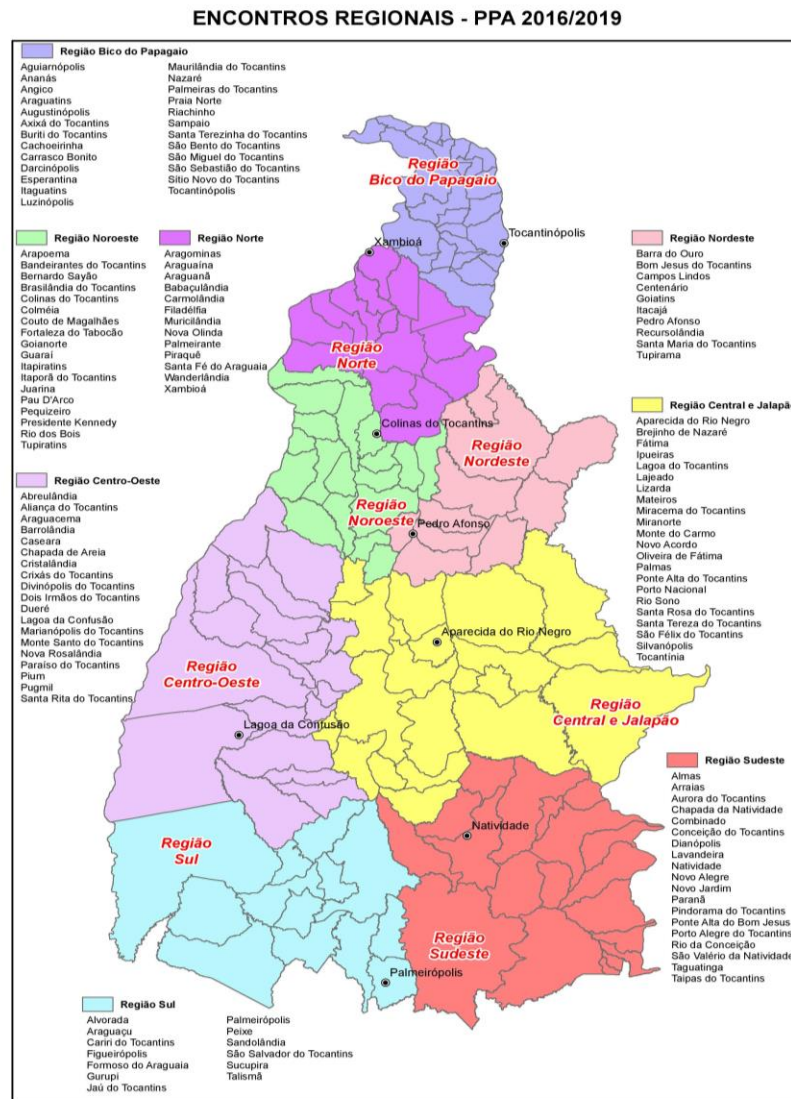 ENCONTROS REGIONAIS - PPA 2016/2019
Região Bico do Papagaio
Aguiarnópolis
Ananás
Angico
Araguatins
Augustinópolis
Axixá do Tocantins
Buriti do Tocantins
Cachoeirinha
Carrasco Bonito
Darcinópolis
Esperantina
Itaguatins
Luzinópolis
Maurilândia do Tocantins
Nazaré
Palmeiras do Tocantins
Praia Norte
Riachinho
Sampaio
Santa Terezinha do Tocantins
São Bento do Tocantins
São Miguel do Tocantins
São Sebastião do Tocantins
Sítio Novo do Tocantins
Tocantinópolis
Região
Bico do Papagaio
Xambioá
Tocantinópolis
Região Noroeste
Arapoema
Bandeirantes do Tocantins
Bernardo Sayão
Brasilândia do Tocantins
Colinas do Tocantins
Colméia
Couto de Magalhães
Fortaleza do Tabocão
Goianorte
Guaraí
Itapiratins
Itaporã do Tocantins
Juarina
Pau D'Arco
Pequizeiro
Presidente Kennedy
Rio dos Bois
Tupiratins
Região Norte
Aragominas
Araguaína
Araguanã
Babaçulândia
Carmolândia
Filadélfia
Muricilândia
Nova Olinda
Palmeirante
Piraquê
Santa Fé do Araguaia
Wanderlândia
Xambioá
Região Nordeste
Barra do Ouro
Bom Jesus do Tocantins
Campos Lindos
Centenário
Goiatins
Itacajá
Pedro Afonso
Recursolândia
Santa Maria do Tocantins
Tupirama
Região
Norte
Colinas do Tocantins
Região
Nordeste
Região
Noroeste
Pedro Afonso
Região Central e Jalapão
Aparecida do Rio Negro
Brejinho de Nazaré
Fátima
Ipueiras
Lagoa do Tocantins
Lajeado
Lizarda
Mateiros
Miracema do Tocantins
Miranorte
Monte do Carmo
Novo Acordo
Oliveira de Fátima
Palmas
Ponte Alta do Tocantins
Porto Nacional
Rio Sono
Santa Rosa do Tocantins
Santa Tereza do Tocantins
São Félix do Tocantins
Silvanópolis
Tocantínia
Região Centro-Oeste
Abreulândia
Aliança do Tocantins
Araguacema
Barrolândia
Caseara
Chapada de Areia
Cristalândia
Crixás do Tocantins
Divinópolis do Tocantins
Dois Irmãos do Tocantins
Dueré
Lagoa da Confusão
Marianópolis do Tocantins
Monte Santo do Tocantins
Nova Rosalândia
Paraíso do Tocantins
Pium
Pugmil
Santa Rita do Tocantins
Aparecida do Rio Negro
Região
Centro-Oeste
Lagoa da Confusão
Região
Central e Jalapão
Região Sudeste
Almas
Arraias
Aurora do Tocantins
Chapada da Natividade
Combinado
Conceição do Tocantins
Dianópolis
Lavandeira
Natividade
Novo Alegre
Novo Jardim
Paranã
Pindorama do Tocantins
Ponte Alta do Bom Jesus
Porto Alegre do Tocantins
Rio da Conceição
São Valério da Natividade
Taguatinga
Taipas do Tocantins
Natividade
Região
Sul
Região
Sudeste
Palmeirópolis
Região Sul
Alvorada
Araguaçu
Cariri do Tocantins
Figueirópolis
Formoso do Araguaia
Gurupi
Jaú do Tocantins
Palmeirópolis
Peixe
Sandolândia
São Salvador do Tocantins
Sucupira
Talismã